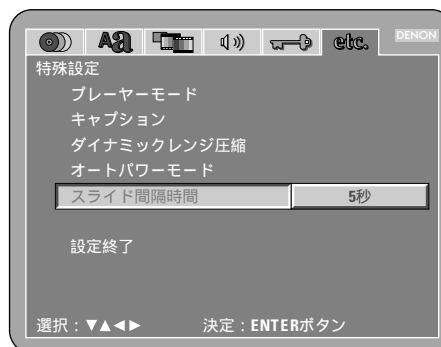 Aあ etc. DENON
特殊設定
プレーヤーモード
キャプション
ダイナミックレンジ圧縮
オートパワーモード
スライド間隔時間 5秒
設定終了
選択：▼▲◀▶ 決定：ENTERボタン